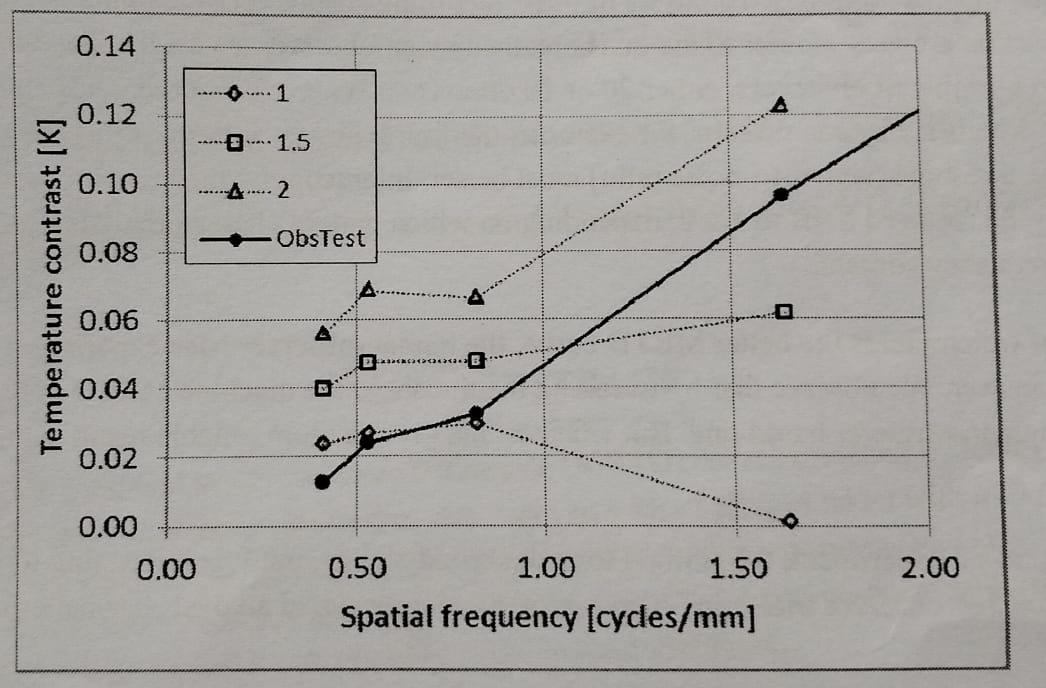 0.14
0.12
0.10
0.08
0.06
0.04
0.02
0.00
Temperature contrast [K]
1
1.5
2
ObsTest
0.00 0.50 1.00 1.50 2.00
Spatial frequency [cycles/mm]